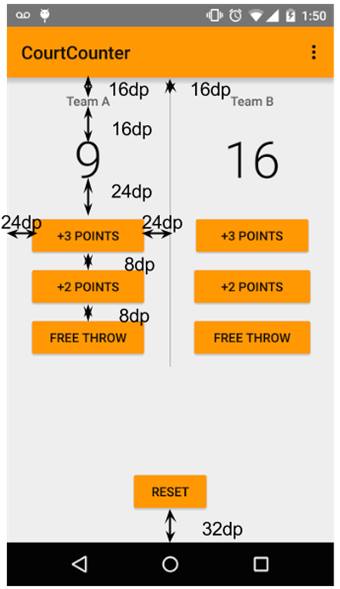 1:50
CourtCounter
16dp 16dp
Team A Team B
16dp
9 16
24dp
24dp 24dp
+3 POINTS +3 POINTS
8dp
+2 POINTS +2 POINTS
8dp
FREE THROW FREE THROW
RESET
32dp